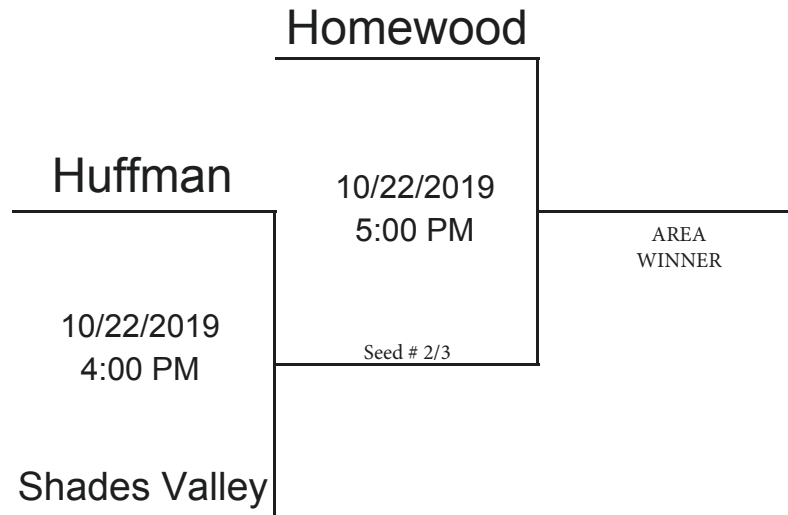 Homewood
Huffman
10/22/2019
5:00 PM
AREA
WINNER
10/22/2019
4:00 PM
Seed # 2/3
Shades Valley